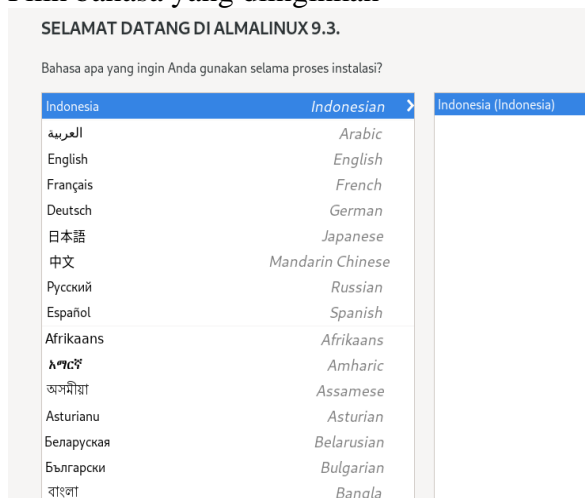 Pilih bahasa yang diinginkan
SELAMAT DATANG DI ALMALINUX 9.3.
Bahasa apa yang ingin Anda gunakan selama proses instalasi?
Indonesia Indonesian Indonesia (Indonesia)
العربية Arabic
English English
Français French
Deutsch German
日本語 Japanese
中文 Mandarin Chinese
Русский Russian
Español Spanish
Afrikaans Afrikaans
አማርኛ Amharic
অসমীয়া Assamese
Asturianu Asturian
Беларуская Belarusian
Български Bulgarian
বাংলা Bangla